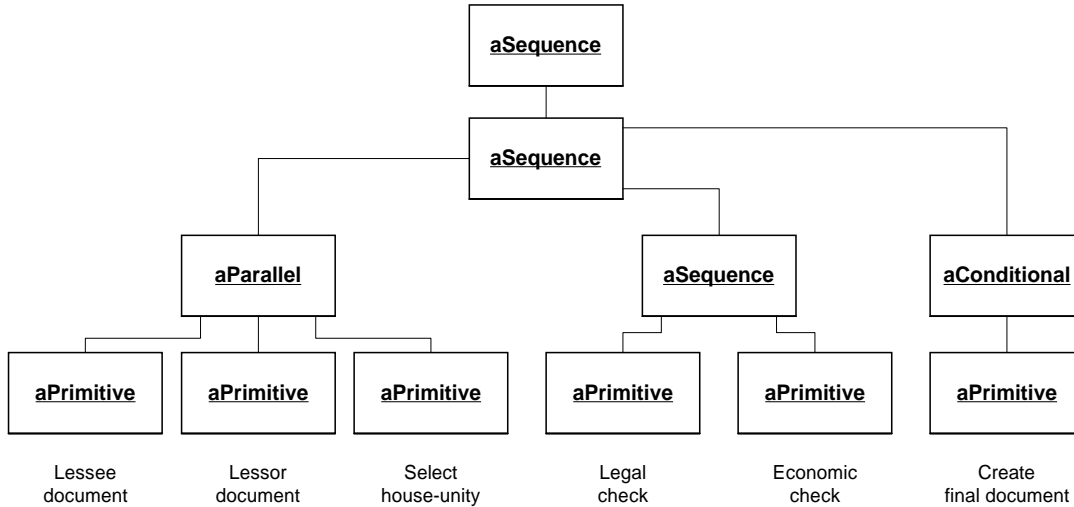 aSequence
aSequence
aParallel
aSequence
aConditional
aPrimitive
aPrimitive
aPrimitive
aPrimitive
aPrimitive
aPrimitive
Lessee
document
Lessor
document
Select
house-unity
Legal
check
Economic
check
Create
final document